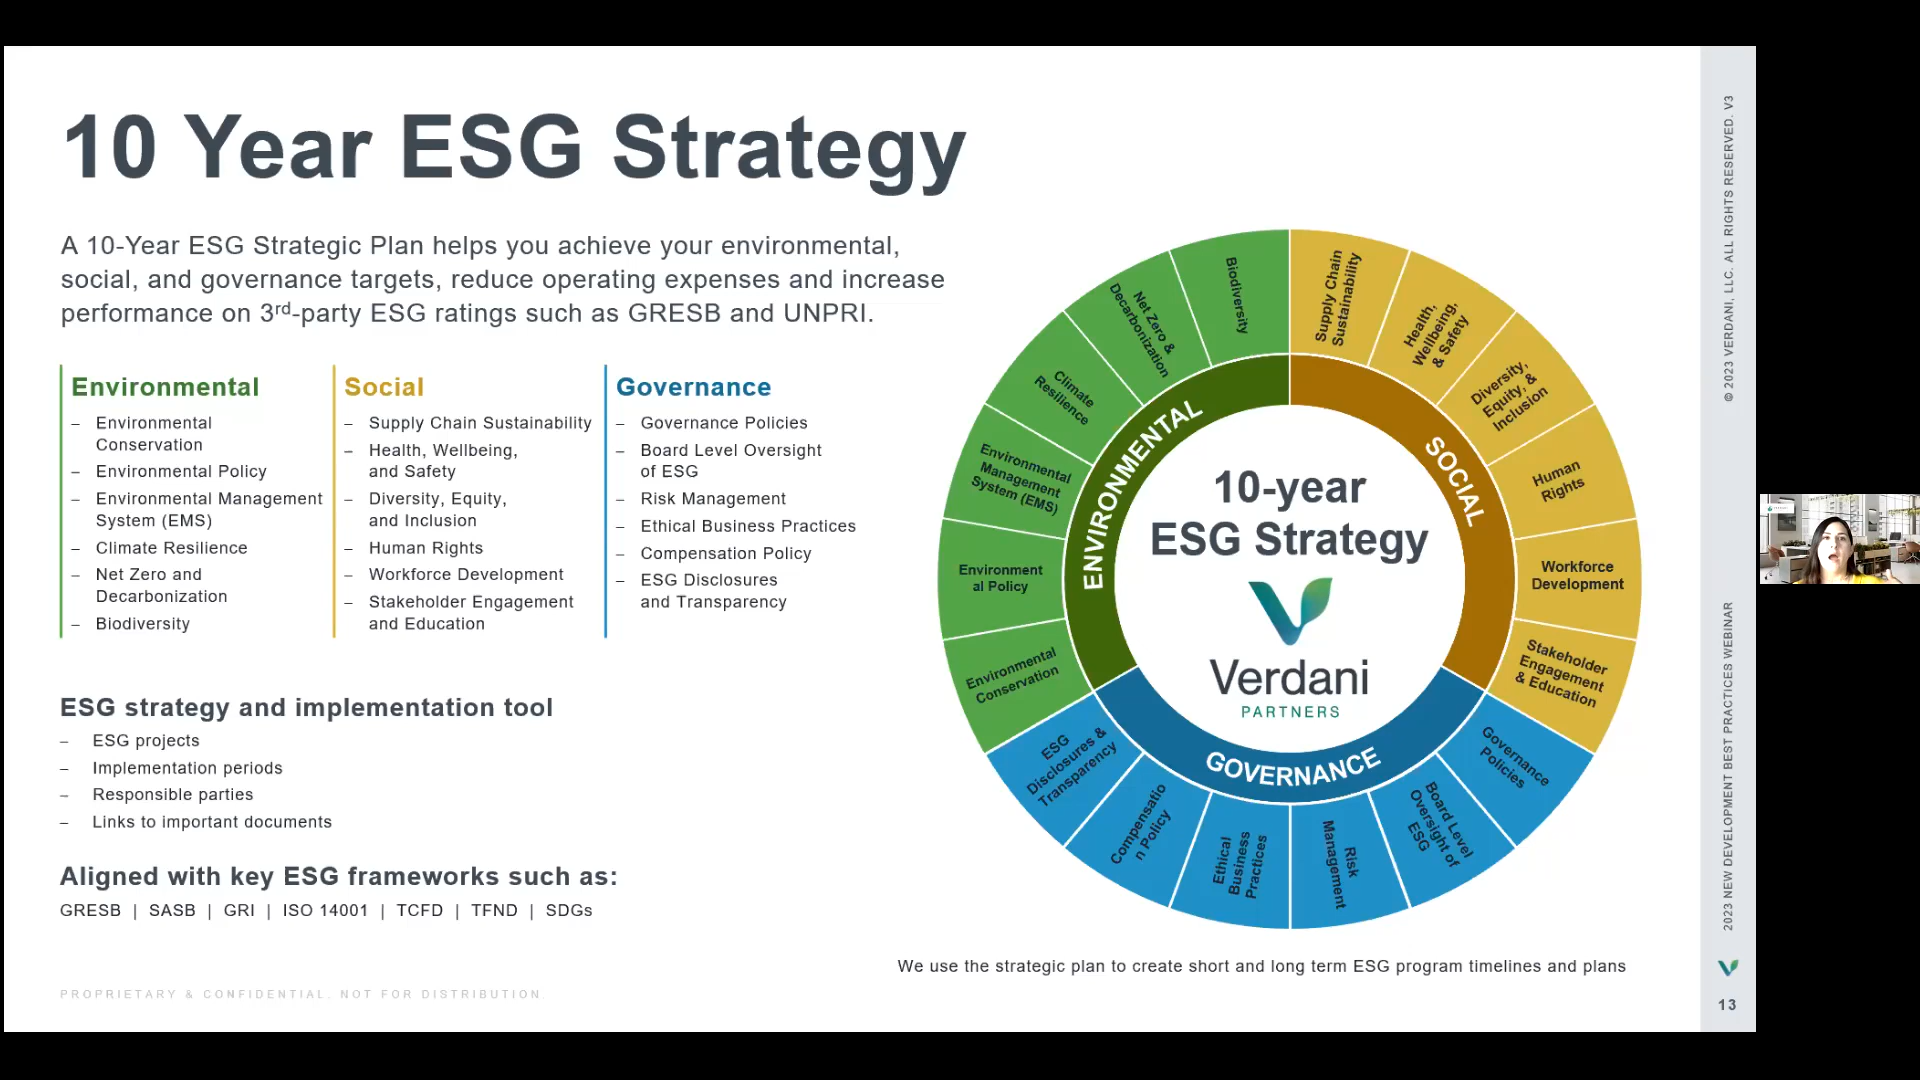 10 Year ESG Strategy
A 10-Year ESG Strategic Plan helps you achieve your environmental,
social, and governance targets, reduce operating expenses and increase
performance on 3rd-party ESG ratings such as GRESB and UNPRI.
Environmental
– Environmental
Conservation
– Environmental Policy
– Environmental Management
System (EMS)
– Climate Resilience
– Net Zero and
Decarbonization
– Biodiversity
Social
– Supply Chain Sustainability
– Health, Wellbeing,
and Safety
– Diversity, Equity,
and Inclusion
– Human Rights
– Workforce Development
– Stakeholder Engagement
and Education
Governance
– Governance Policies
– Board Level Oversight
of ESG
– Risk Management
– Ethical Business Practices
– Compensation Policy
– ESG Disclosures
and Transparency
ESG strategy and implementation tool
– ESG projects
– Implementation periods
– Responsible parties
– Links to important documents
Aligned with key ESG frameworks such as:
GRESB | SASB | GRI | ISO 14001 | TCFD | TFND | SDGs
PROPRIETARY & CONFIDENTIAL. NOT FOR DISTRIBUTION
10-year
ESG Strategy
Verdani
PARTNERS
ENVIRONMENTAL
SOCIAL
GOVERNANCE
Supply Chain
Sustainability
Health,
Wellbeing,
& Safety
Diversity,
Equity, &
Inclusion
Human
Rights
Workforce
Development
Stakeholder
Engagement
& Education
Governance
Policies
Board Level
Oversight of
ESG
Risk
Management
Ethical
Business
Practices
Compensatio
n Policy
ESG
Disclosures &
Transparency
Environmental
Conservation
Environment
al Policy
Environmental
Management
System (EMS)
Climate
Resilience
Net Zero &
Decarbonization
Biodiversity
We use the strategic plan to create short and long term ESG program timelines and plans
© 2023 VERDANI, LLC. ALL RIGHTS RESERVED. V3
2023 NEW DEVELOPMENT BEST PRACTICES WEBINAR
13